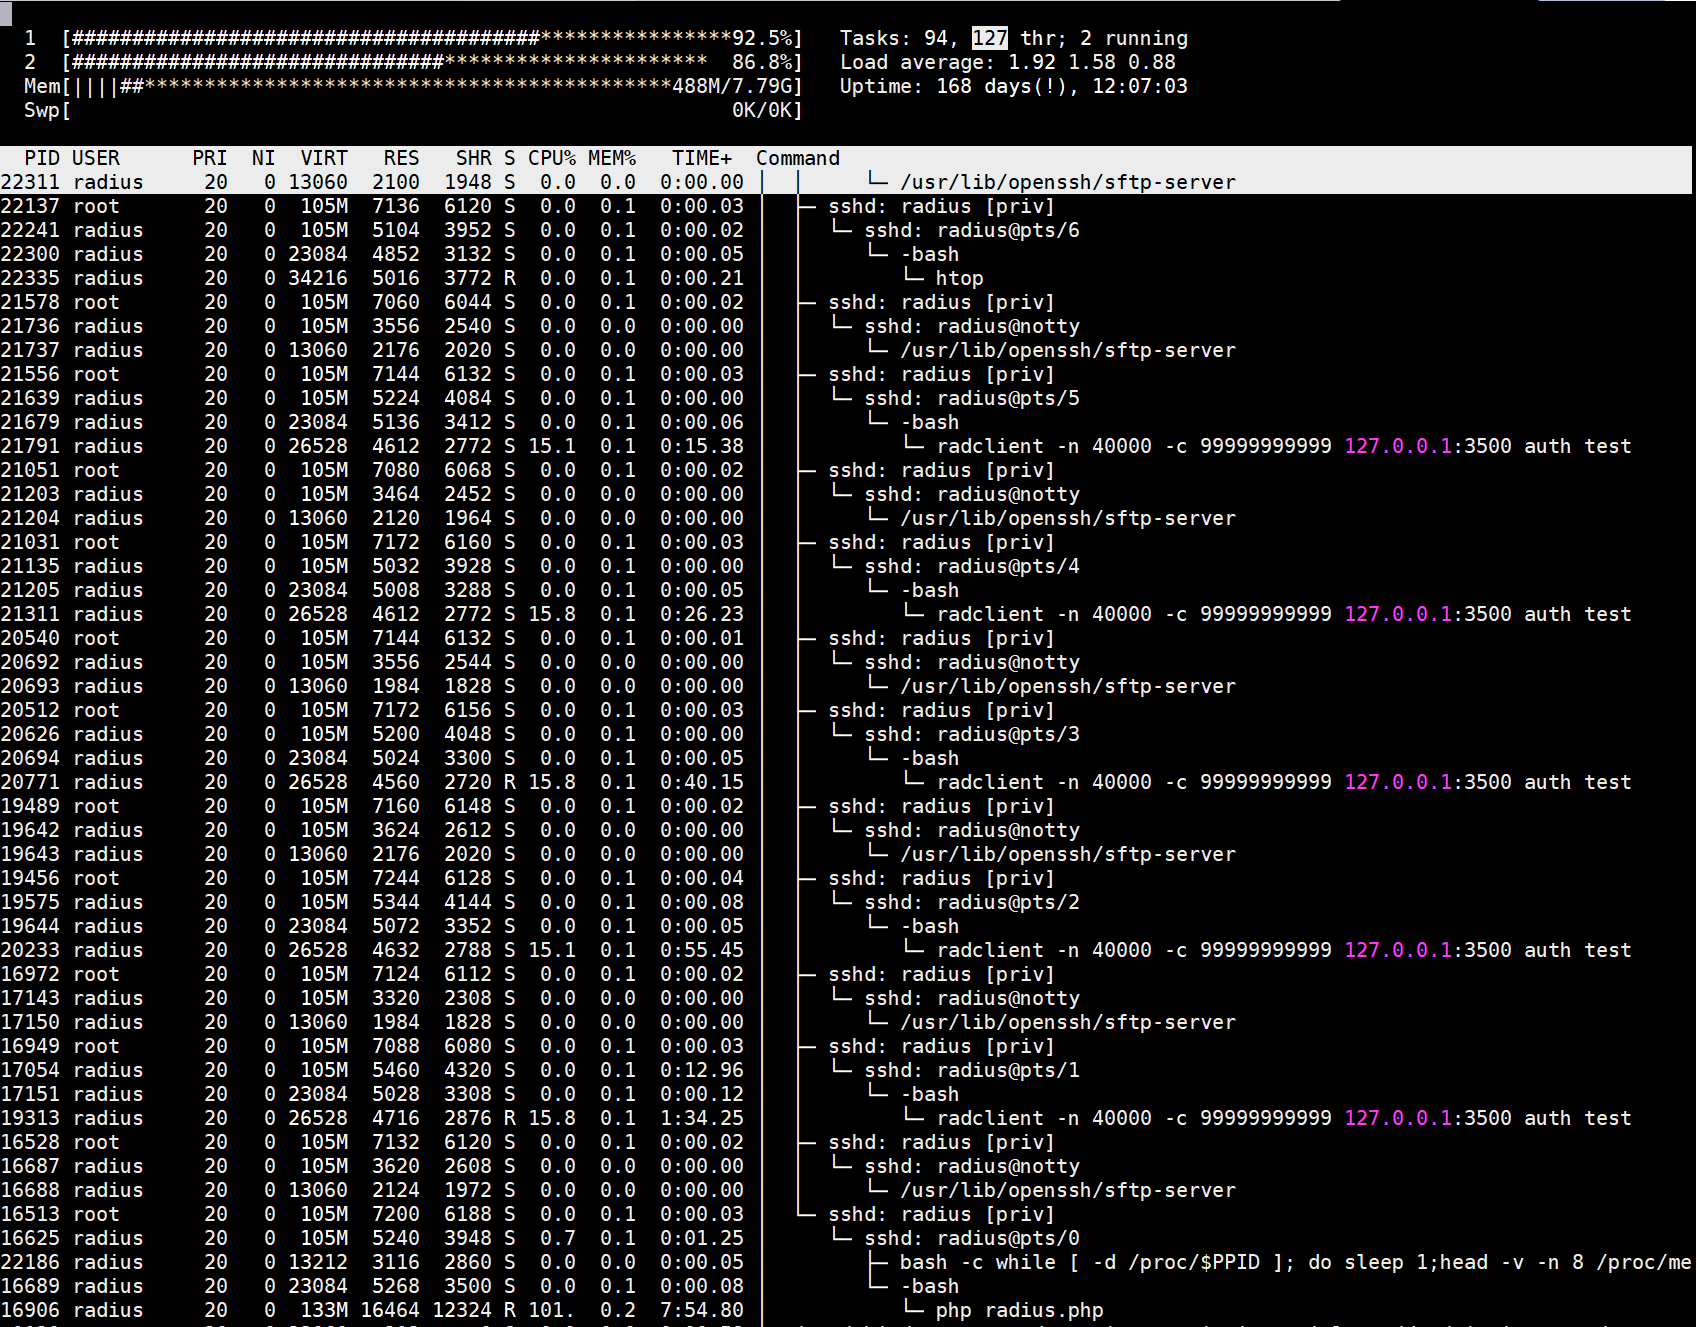 1  [#######################################****************92.5%]   Tasks: 94, 127 thr; 2 running
2  [###############################**********************  86.8%]   Load average: 1.92 1.58 0.88
Mem[||||##********************************************488M/7.79G]   Uptime: 168 days(!), 12:07:03
Swp[                                                       0K/0K]
PID USER      PRI  NI  VIRT   RES   SHR S CPU% MEM%   TIME+  Command
22311 radius     20   0 13060  2100  1948 S  0.0  0.0  0:00.00 │  │     └─ /usr/lib/openssh/sftp-server
22137 root       20   0  105M  7136  6120 S  0.0  0.1  0:00.03 │  ├─ sshd: radius [priv]
22241 radius     20   0  105M  5104  3952 S  0.0  0.1  0:00.02 │  │  └─ sshd: radius@pts/6
22300 radius     20   0 23084  4852  3132 S  0.0  0.1  0:00.05 │  │     └─ -bash
22335 radius     20   0 34216  5016  3772 R  0.0  0.1  0:00.21 │  │        └─ htop
21578 root       20   0  105M  7060  6044 S  0.0  0.1  0:00.02 │  ├─ sshd: radius [priv]
21736 radius     20   0  105M  3556  2540 S  0.0  0.0  0:00.00 │  │  └─ sshd: radius@notty
21737 radius     20   0 13060  2176  2020 S  0.0  0.0  0:00.00 │  │     └─ /usr/lib/openssh/sftp-server
21556 root       20   0  105M  7144  6132 S  0.0  0.1  0:00.03 │  ├─ sshd: radius [priv]
21639 radius     20   0  105M  5224  4084 S  0.0  0.1  0:00.00 │  │  └─ sshd: radius@pts/5
21679 radius     20   0 23084  5136  3412 S  0.0  0.1  0:00.06 │  │     └─ -bash
21791 radius     20   0 26528  4612  2772 S 15.1  0.1  0:15.38 │  │        └─ radclient -n 40000 -c 99999999999 127.0.0.1:3500 auth test
21051 root       20   0  105M  7080  6068 S  0.0  0.1  0:00.02 │  ├─ sshd: radius [priv]
21203 radius     20   0  105M  3464  2452 S  0.0  0.0  0:00.00 │  │  └─ sshd: radius@notty
21204 radius     20   0 13060  2120  1964 S  0.0  0.0  0:00.00 │  │     └─ /usr/lib/openssh/sftp-server
21031 root       20   0  105M  7172  6160 S  0.0  0.1  0:00.03 │  ├─ sshd: radius [priv]
21135 radius     20   0  105M  5032  3928 S  0.0  0.1  0:00.00 │  │  └─ sshd: radius@pts/4
21205 radius     20   0 23084  5008  3288 S  0.0  0.1  0:00.05 │  │     └─ -bash
21311 radius     20   0 26528  4612  2772 S 15.8  0.1  0:26.23 │  │        └─ radclient -n 40000 -c 99999999999 127.0.0.1:3500 auth test
20540 root       20   0  105M  7144  6132 S  0.0  0.1  0:00.01 │  ├─ sshd: radius [priv]
20692 radius     20   0  105M  3556  2544 S  0.0  0.0  0:00.00 │  │  └─ sshd: radius@notty
20693 radius     20   0 13060  1984  1828 S  0.0  0.0  0:00.00 │  │     └─ /usr/lib/openssh/sftp-server
20512 root       20   0  105M  7172  6156 S  0.0  0.1  0:00.03 │  ├─ sshd: radius [priv]
20626 radius     20   0  105M  5200  4048 S  0.0  0.1  0:00.00 │  │  └─ sshd: radius@pts/3
20694 radius     20   0 23084  5024  3300 S  0.0  0.1  0:00.05 │  │     └─ -bash
20771 radius     20   0 26528  4560  2720 R 15.8  0.1  0:40.15 │  │        └─ radclient -n 40000 -c 99999999999 127.0.0.1:3500 auth test
19489 root       20   0  105M  7160  6148 S  0.0  0.1  0:00.02 │  ├─ sshd: radius [priv]
19642 radius     20   0  105M  3624  2612 S  0.0  0.0  0:00.00 │  │  └─ sshd: radius@notty
19643 radius     20   0 13060  2176  2020 S  0.0  0.0  0:00.00 │  │     └─ /usr/lib/openssh/sftp-server
19456 root       20   0  105M  7244  6128 S  0.0  0.1  0:00.04 │  ├─ sshd: radius [priv]
19575 radius     20   0  105M  5344  4144 S  0.0  0.1  0:00.08 │  │  └─ sshd: radius@pts/2
19644 radius     20   0 23084  5072  3352 S  0.0  0.1  0:00.05 │  │     └─ -bash
20233 radius     20   0 26528  4632  2788 S 15.1  0.1  0:55.45 │  │        └─ radclient -n 40000 -c 99999999999 127.0.0.1:3500 auth test
16972 root       20   0  105M  7124  6112 S  0.0  0.1  0:00.02 │  ├─ sshd: radius [priv]
17143 radius     20   0  105M  3320  2308 S  0.0  0.0  0:00.00 │  │  └─ sshd: radius@notty
17150 radius     20   0 13060  1984  1828 S  0.0  0.0  0:00.00 │  │     └─ /usr/lib/openssh/sftp-server
16949 root       20   0  105M  7088  6080 S  0.0  0.1  0:00.03 │  ├─ sshd: radius [priv]
17054 radius     20   0  105M  5460  4320 S  0.0  0.1  0:12.96 │  │  └─ sshd: radius@pts/1
17151 radius     20   0 23084  5028  3308 S  0.0  0.1  0:00.12 │  │     └─ -bash
19313 radius     20   0 26528  4716  2876 R 15.8  0.1  1:34.25 │  │        └─ radclient -n 40000 -c 99999999999 127.0.0.1:3500 auth test
16528 root       20   0  105M  7132  6120 S  0.0  0.1  0:00.02 │  ├─ sshd: radius [priv]
16687 radius     20   0  105M  3620  2608 S  0.0  0.0  0:00.00 │  │  └─ sshd: radius@notty
16688 radius     20   0 13060  2124  1972 S  0.0  0.0  0:00.00 │  │     └─ /usr/lib/openssh/sftp-server
16513 root       20   0  105M  7200  6188 S  0.0  0.1  0:00.03 │  └─ sshd: radius [priv]
16625 radius     20   0  105M  5240  3948 S  0.7  0.1  0:01.25 │     └─ sshd: radius@pts/0
22186 radius     20   0 13212  3116  2860 S  0.0  0.0  0:00.05 │        ├─ bash -c while [ -d /proc/$PPID ]; do sleep 1;head -v -n 8 /proc/me
16689 radius     20   0 23084  5268  3500 S  0.0  0.1  0:00.08 │        └─ -bash
16906 radius     20   0  133M 16464 12324 R 101.  0.2  7:54.80 │           └─ php radius.php